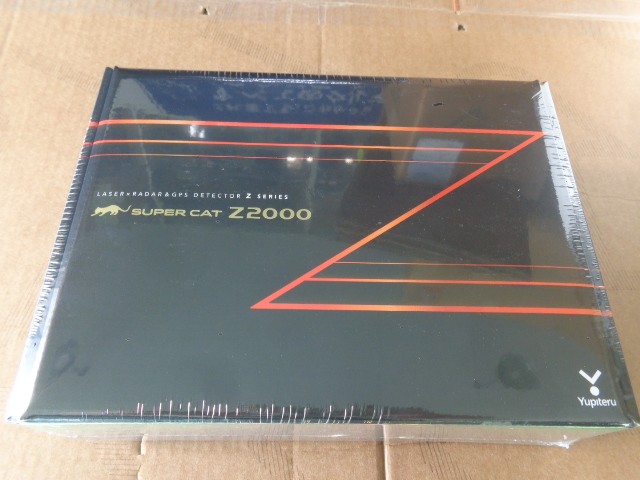 LASER×RADAR&GPS DETECTOR Z SERIES
SUPER CAT Z2000
Yupiteru